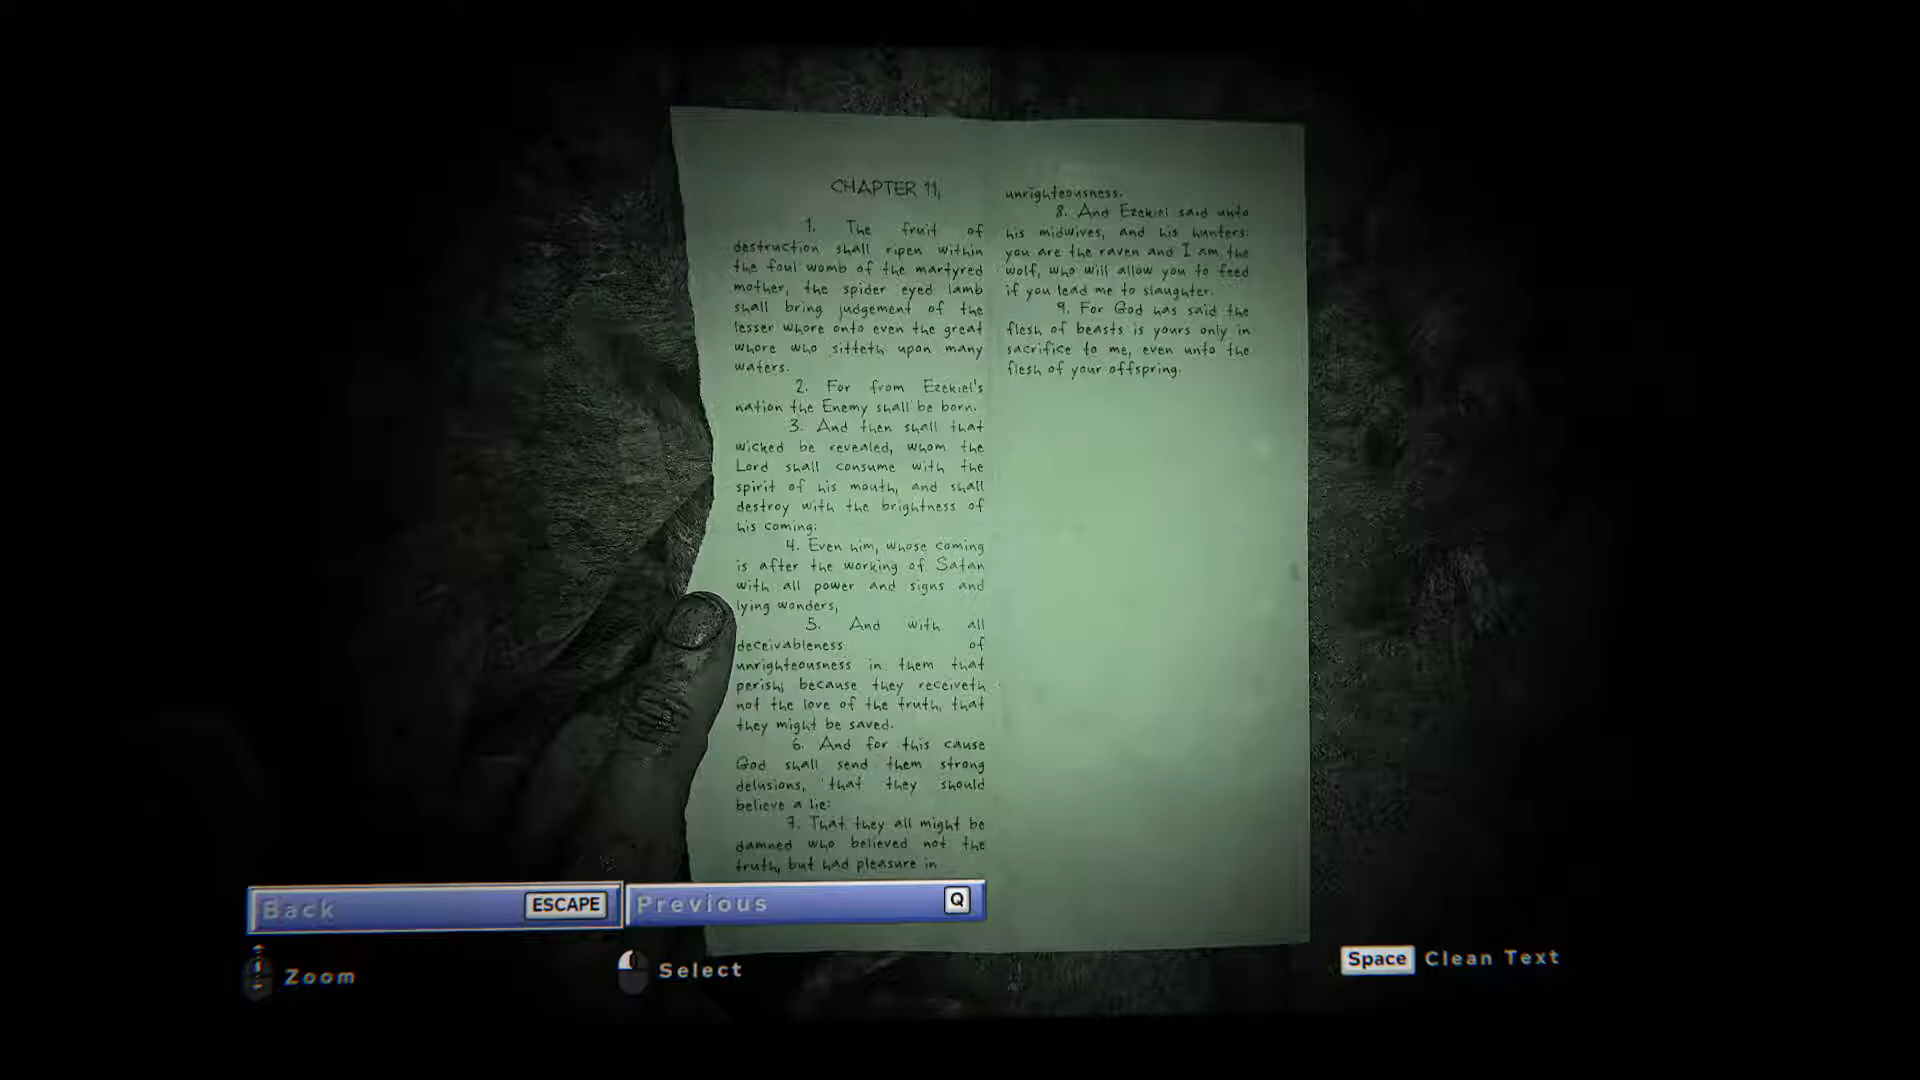 CHAPTER 11,
1. The fruit of
destruction shall ripen within
the foul womb of the martyred
mother, the spider eyed lamb
shall bring judgement of the
lesser whore onto even the great
whore who sitteth upon many
waters.
2. For from Ezekiel's
nation the Enemy shall be born.
3. And then shall that
wicked be revealed, whom the
Lord shall consume with the
spirit of his mouth, and shall
destroy with the brightness of
his coming:
4. Even him, whose coming
is after the working of Satan
with all power and signs and
lying wonders,
5. And with all
deceivableness of
unrighteousness in them that
perish; because they receiveth
not the love of the truth, that
they might be saved.
6. And for this cause
God shall send them strong
delusions, that they should
believe a lie:
7. That they all might be
damned who believed not the
truth, but had pleasure in
unrighteousness.
8. And Ezekiel said unto
his midwives, and his hunters:
you are the raven and I am the
wolf, who will allow you to feed
if you lead me to slaughter.
9. For God has said the
flesh of beasts is yours only in
sacrifice to me, even unto the
flesh of your offspring.
Back ESCAPE
Previous Q
Zoom
Select
Space Clean Text